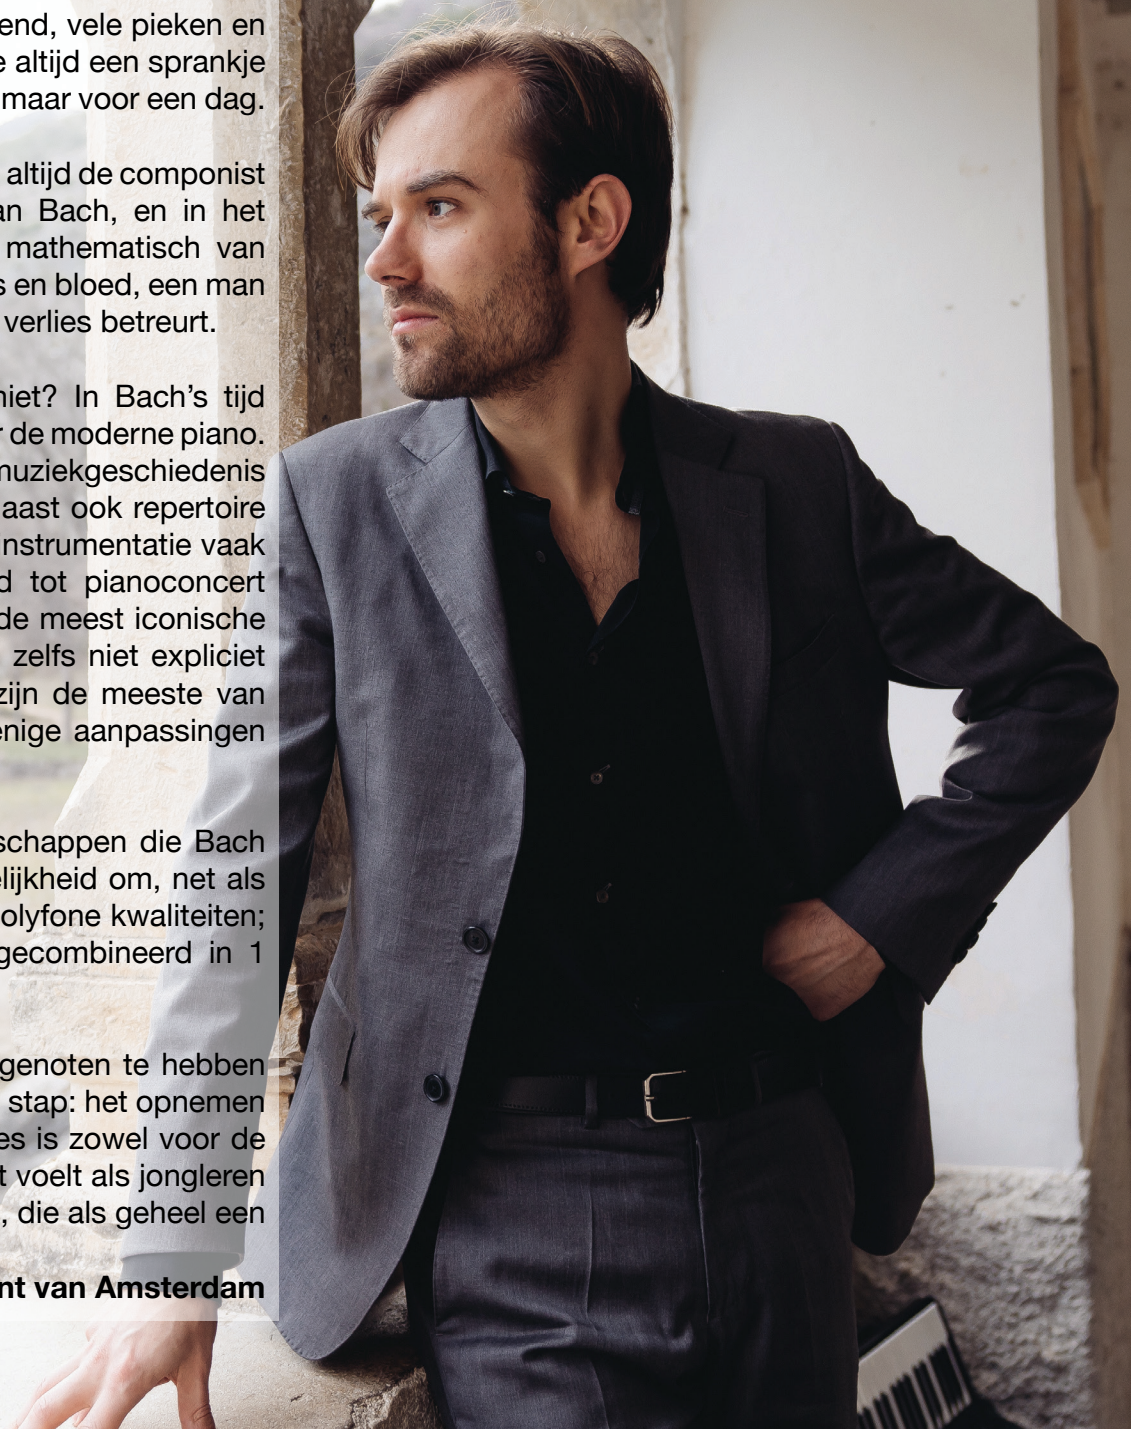 end, vele pieken en
altijd een sprankje
maar voor een dag.
altijd de componist
Bach, en in het
mathematisch van
en bloed, een man
verlies betreurt.
niet? In Bach’s tijd
de moderne piano.
muziekgeschiedenis
aast ook repertoire
instrumentatie vaak
d tot pianoconcert
de meest iconische
zelfs niet expliciet
zijn de meeste van
enige aanpassingen
schappen die Bach
elijkheid om, net als
olyfone kwaliteiten;
gecombineerd in 1
genoten te hebben
stap: het opnemen
es is zowel voor de
t voelt als jongleren
, die als geheel een
nt van Amsterdam